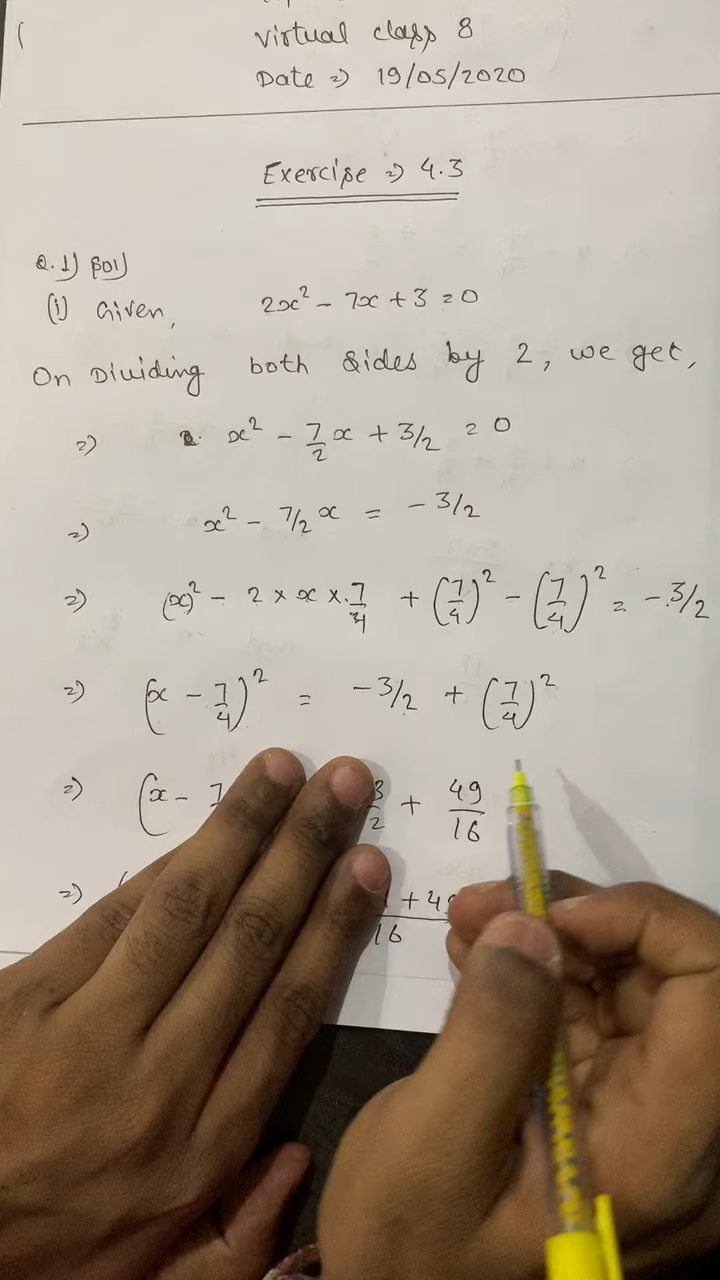 Virtual class 8
Date => 19/05/2020
Exercise => 4.3
Q.1)
(i) Given, 2x² - 7x + 3 = 0
On Dividing both sides by 2, we get,
=> x² - 7/2 x + 3/2 = 0
=> x² - 7/2 x = - 3/2
=> (x)² - 2 × x × 7/4 + (7/4)² - (7/4)² = - 3/2
=> (x - 7/4)² = - 3/2 + (7/4)²
=> (x - 7 3/2 + 49/16
=> ( + 49 16